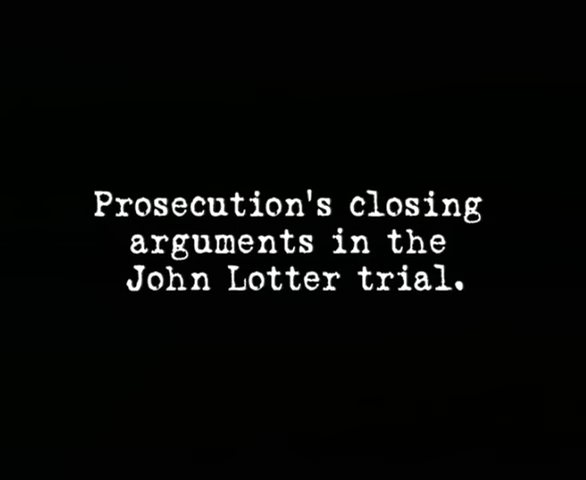 Prosecution's closing
arguments in the
John Lotter trial.